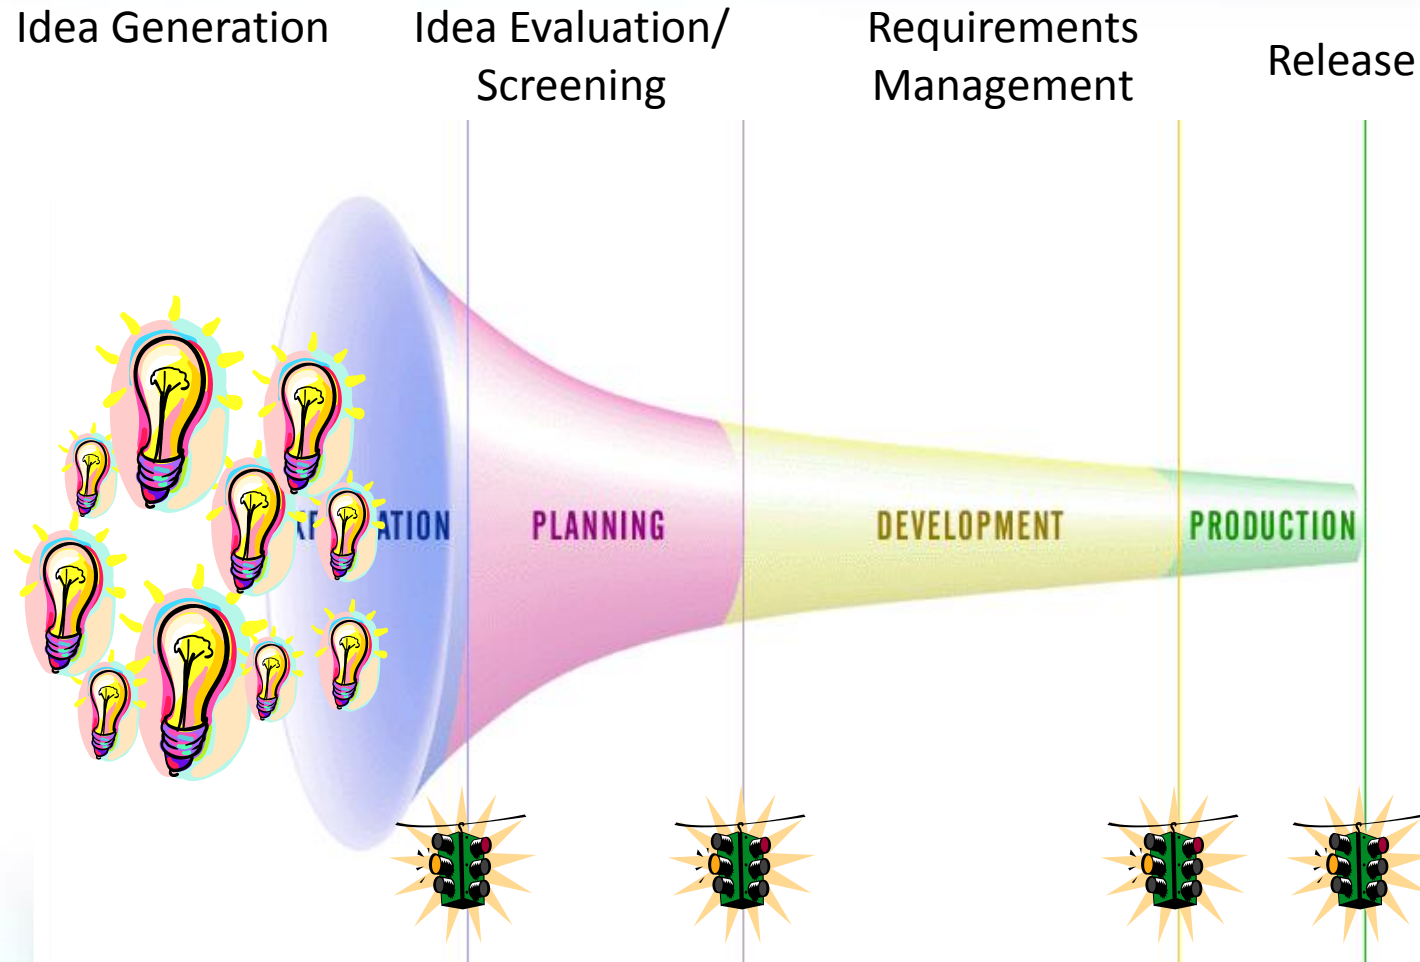 Idea Generation
Idea Evaluation/
Screening
Requirements
Management
Release
PLANNING
DEVELOPMENT
PRODUCTION